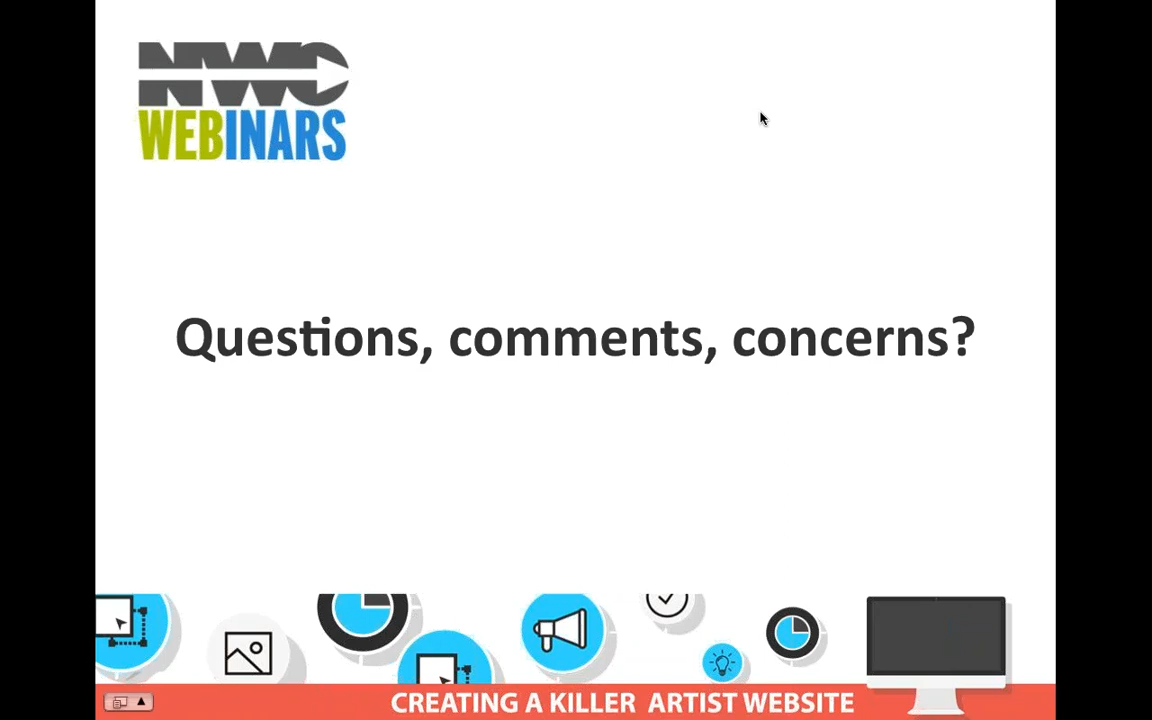 NWC
WEBINARS
Questions, comments, concerns?
CREATING A KILLER ARTIST WEBSITE